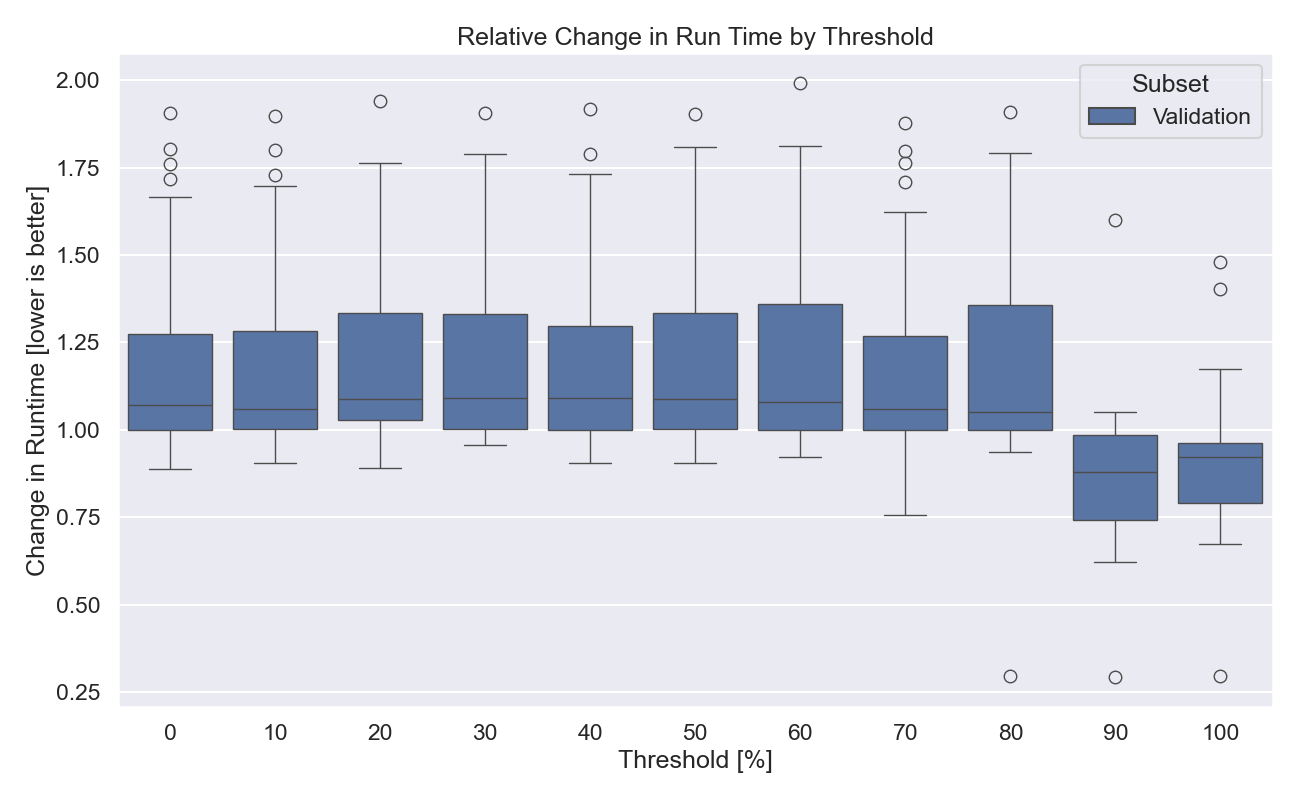 Relative Change in Run Time by Threshold
Change in Runtime [lower is better]
2.00
1.75
1.50
1.25
1.00
0.75
0.50
0.25
Subset
Validation
0 10 20 30 40 50 60 70 80 90 100
Threshold [%]